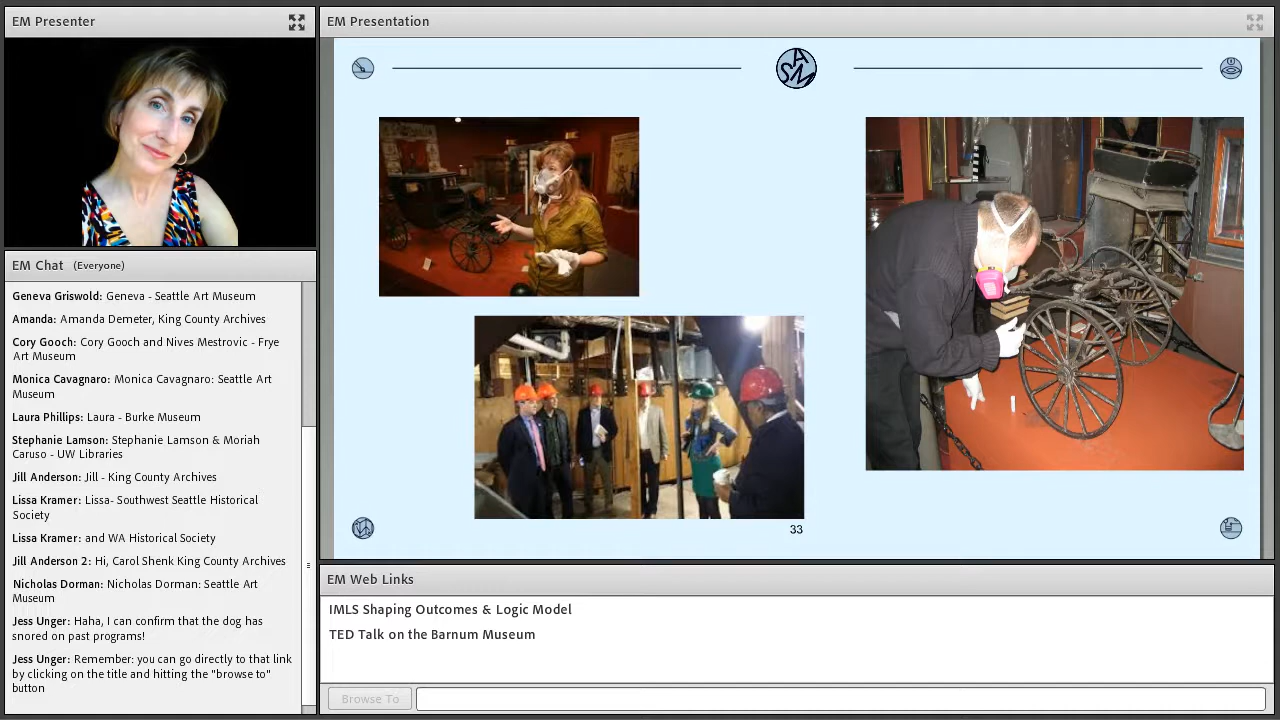 EM Presenter
EM Chat (Everyone)
Geneva Griswold: Geneva - Seattle Art Museum
Amanda: Amanda Demeter, King County Archives
Cory Gooch: Cory Gooch and Nives Mestrovic - Frye
Art Museum
Monica Cavagnaro: Monica Cavagnaro: Seattle Art
Museum
Laura Phillips: Laura - Burke Museum
Stephanie Lamson: Stephanie Lamson & Moriah
Caruso - UW Libraries
Jill Anderson: Jill - King County Archives
Lissa Kramer: Lissa- Southwest Seattle Historical
Society
Lissa Kramer: and WA Historical Society
Jill Anderson 2: Hi, Carol Shenk King County Archives
Nicholas Dorman: Nicholas Dorman: Seattle Art
Museum
Jess Unger: Haha, I can confirm that the dog has
snored on past programs!
Jess Unger: Remember: you can go directly to that link
by clicking on the title and hitting the "browse to"
button
EM Presentation
ASM
33
EM Web Links
IMLS Shaping Outcomes & Logic Model
TED Talk on the Barnum Museum
Browse To